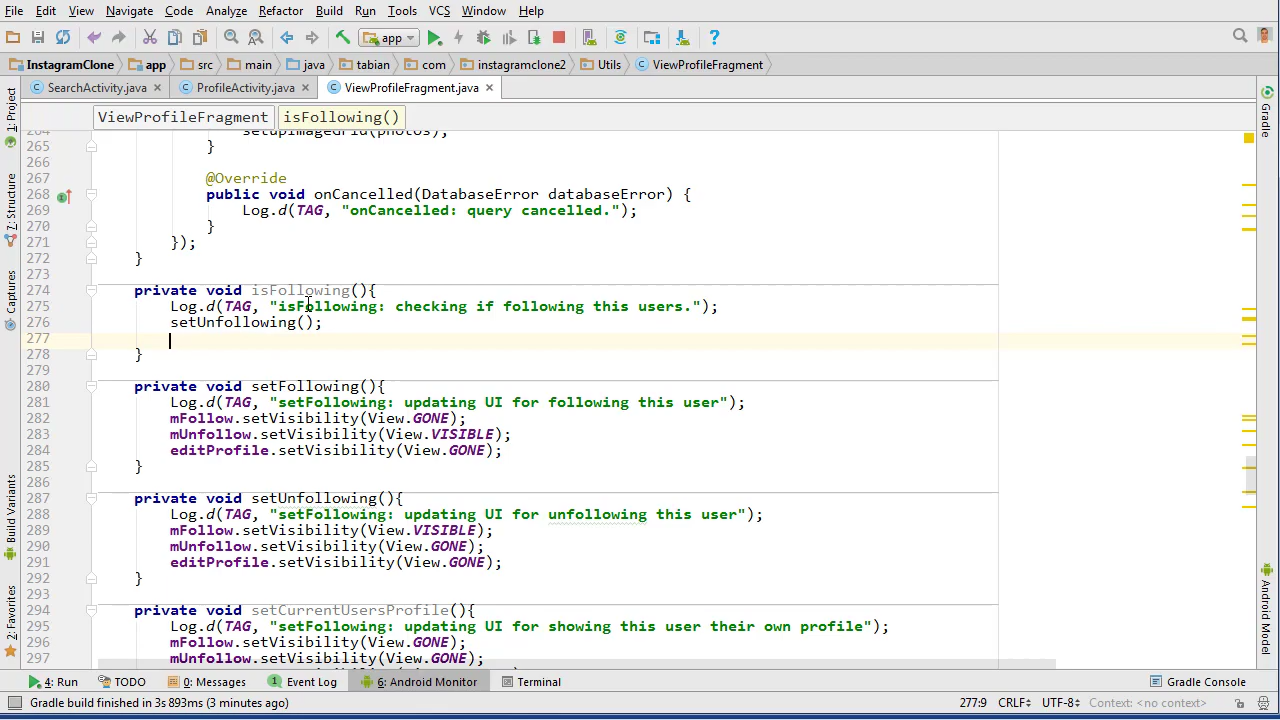 File Edit View Navigate Code Analyze Refactor Build Run Tools VCS Window Help
app
InstagramClone app src main java tabian com instagramclone2 Utils ViewProfileFragment
SearchActivity.java ProfileActivity.java ViewProfileFragment.java
ViewProfileFragment isFollowing()
264 setupImageGrid(photos);
265 }
266
267 @Override
268 public void onCancelled(DatabaseError databaseError) {
269 Log.d(TAG, "onCancelled: query cancelled.");
270 }
271 });
272 }
273
274 private void isFollowing(){
275 Log.d(TAG, "isFollowing: checking if following this users.");
276 setUnfollowing();
277
278 }
279
280 private void setFollowing(){
281 Log.d(TAG, "setFollowing: updating UI for following this user");
282 mFollow.setVisibility(View.GONE);
283 mUnfollow.setVisibility(View.VISIBLE);
284 editProfile.setVisibility(View.GONE);
285 }
286
287 private void setUnfollowing(){
288 Log.d(TAG, "setFollowing: updating UI for unfollowing this user");
289 mFollow.setVisibility(View.VISIBLE);
290 mUnfollow.setVisibility(View.GONE);
291 editProfile.setVisibility(View.GONE);
292 }
293
294 private void setCurrentUsersProfile(){
295 Log.d(TAG, "setFollowing: updating UI for showing this user their own profile");
296 mFollow.setVisibility(View.GONE);
297 mUnfollow.setVisibility(View.GONE);
1: Project
7: Structure
Captures
Build Variants
2: Favorites
Gradle
Android Model
4: Run TODO 0: Messages 1 Event Log 6: Android Monitor Terminal Gradle Console
Gradle build finished in 3s 893ms (3 minutes ago) 277:9 CRLF UTF-8 Context: <no context>